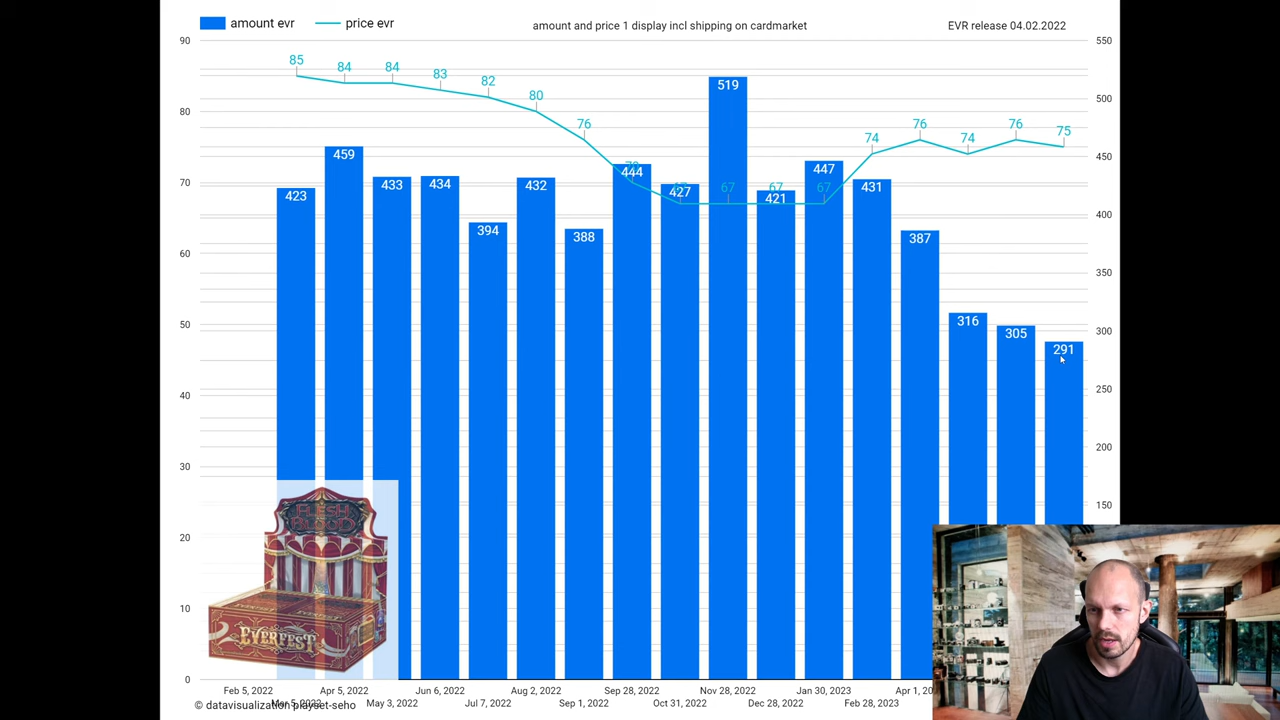 amount evr
price evr
amount and price 1 display incl shipping on cardmarket
EVR release 04.02.2022
90
80
70
60
50
40
30
20
10
0
550
500
450
400
350
300
250
200
150
85
84
84
83
82
80
76
67
67
67
74
76
74
76
75
423
459
433
434
394
432
388
444
427
519
421
447
431
387
316
305
291
FLESH
BLOOD
EVERFEST
Feb 5, 2022
Mar 5, 2022
Apr 5, 2022
May 3, 2022
Jun 6, 2022
Jul 7, 2022
Aug 2, 2022
Sep 1, 2022
Sep 28, 2022
Oct 31, 2022
Nov 28, 2022
Dec 28, 2022
Jan 30, 2023
Feb 28, 2023
Apr 1, 20
© datavisualization playset-seho